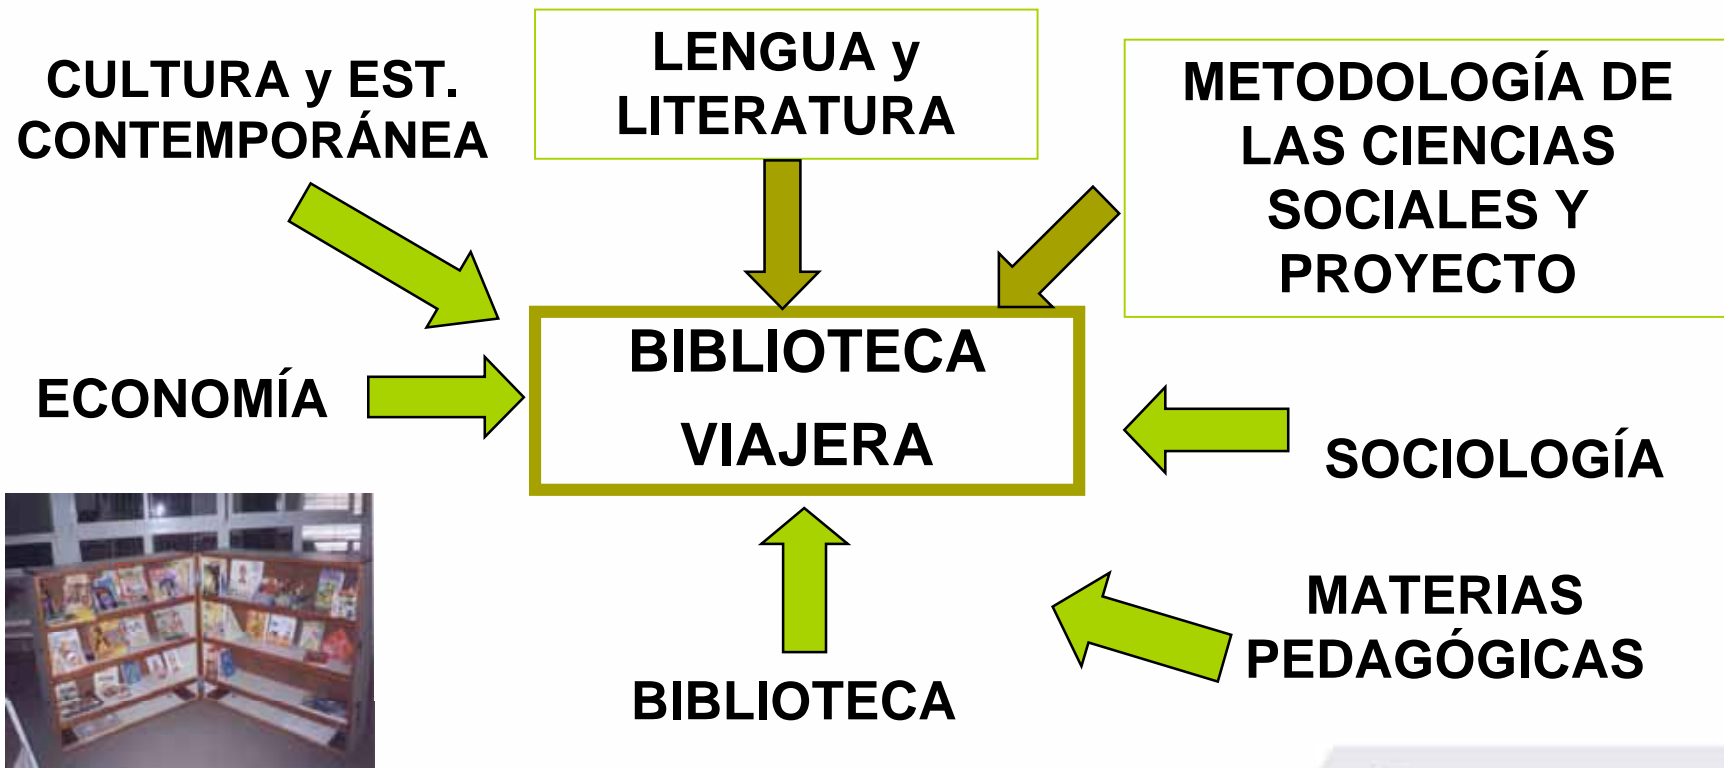 CULTURA y EST.
CONTEMPORÁNEA
LENGUA y
LITERATURA
METODOLOGÍA DE
LAS CIENCIAS
SOCIALES Y
PROYECTO
BIBLIOTECA
VIAJERA
ECONOMÍA
SOCIOLOGÍA
MATERIAS
PEDAGÓGICAS
BIBLIOTECA